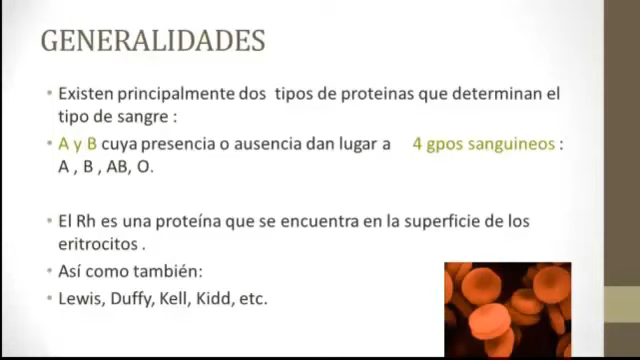 GENERALIDADES
• Existen principalmente dos tipos de proteinas que determinan el
tipo de sangre :
• A y B cuya presencia o ausencia dan lugar a 4 gpos sanguineos :
A , B , AB, O.
• El Rh es una proteína que se encuentra en la superficie de los
eritrocitos .
• Así como también:
• Lewis, Duffy, Kell, Kidd, etc.